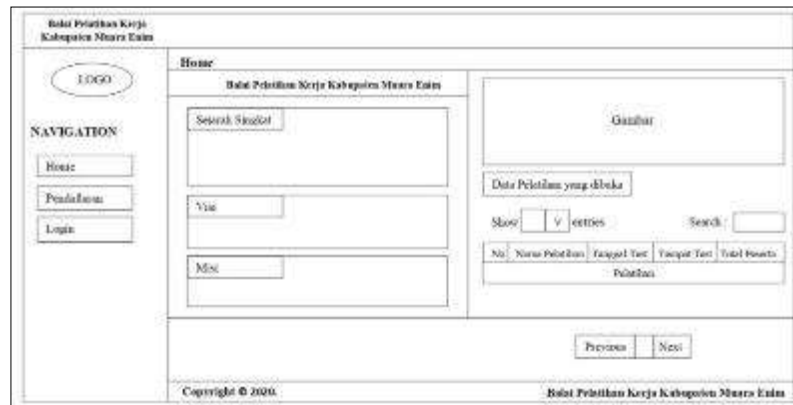 Balai Pelatihan Kerja
Kabupaten Muara Enim
LOGO
NAVIGATION
Home
Pendaftaran
Login
Home
Balai Pelatihan Kerja Kabupaten Muara Enim
Sejarah Singkat
Visi
Misi
Gambar
Data Pelatihan yang dibuka
Show V entries Search :
No Nama Pelatihan Tanggal Test Tempat Test Total Peserta
Pelatihan
Previous Next
Copyright © 2020. Balai Pelatihan Kerja Kabupaten Muara Enim